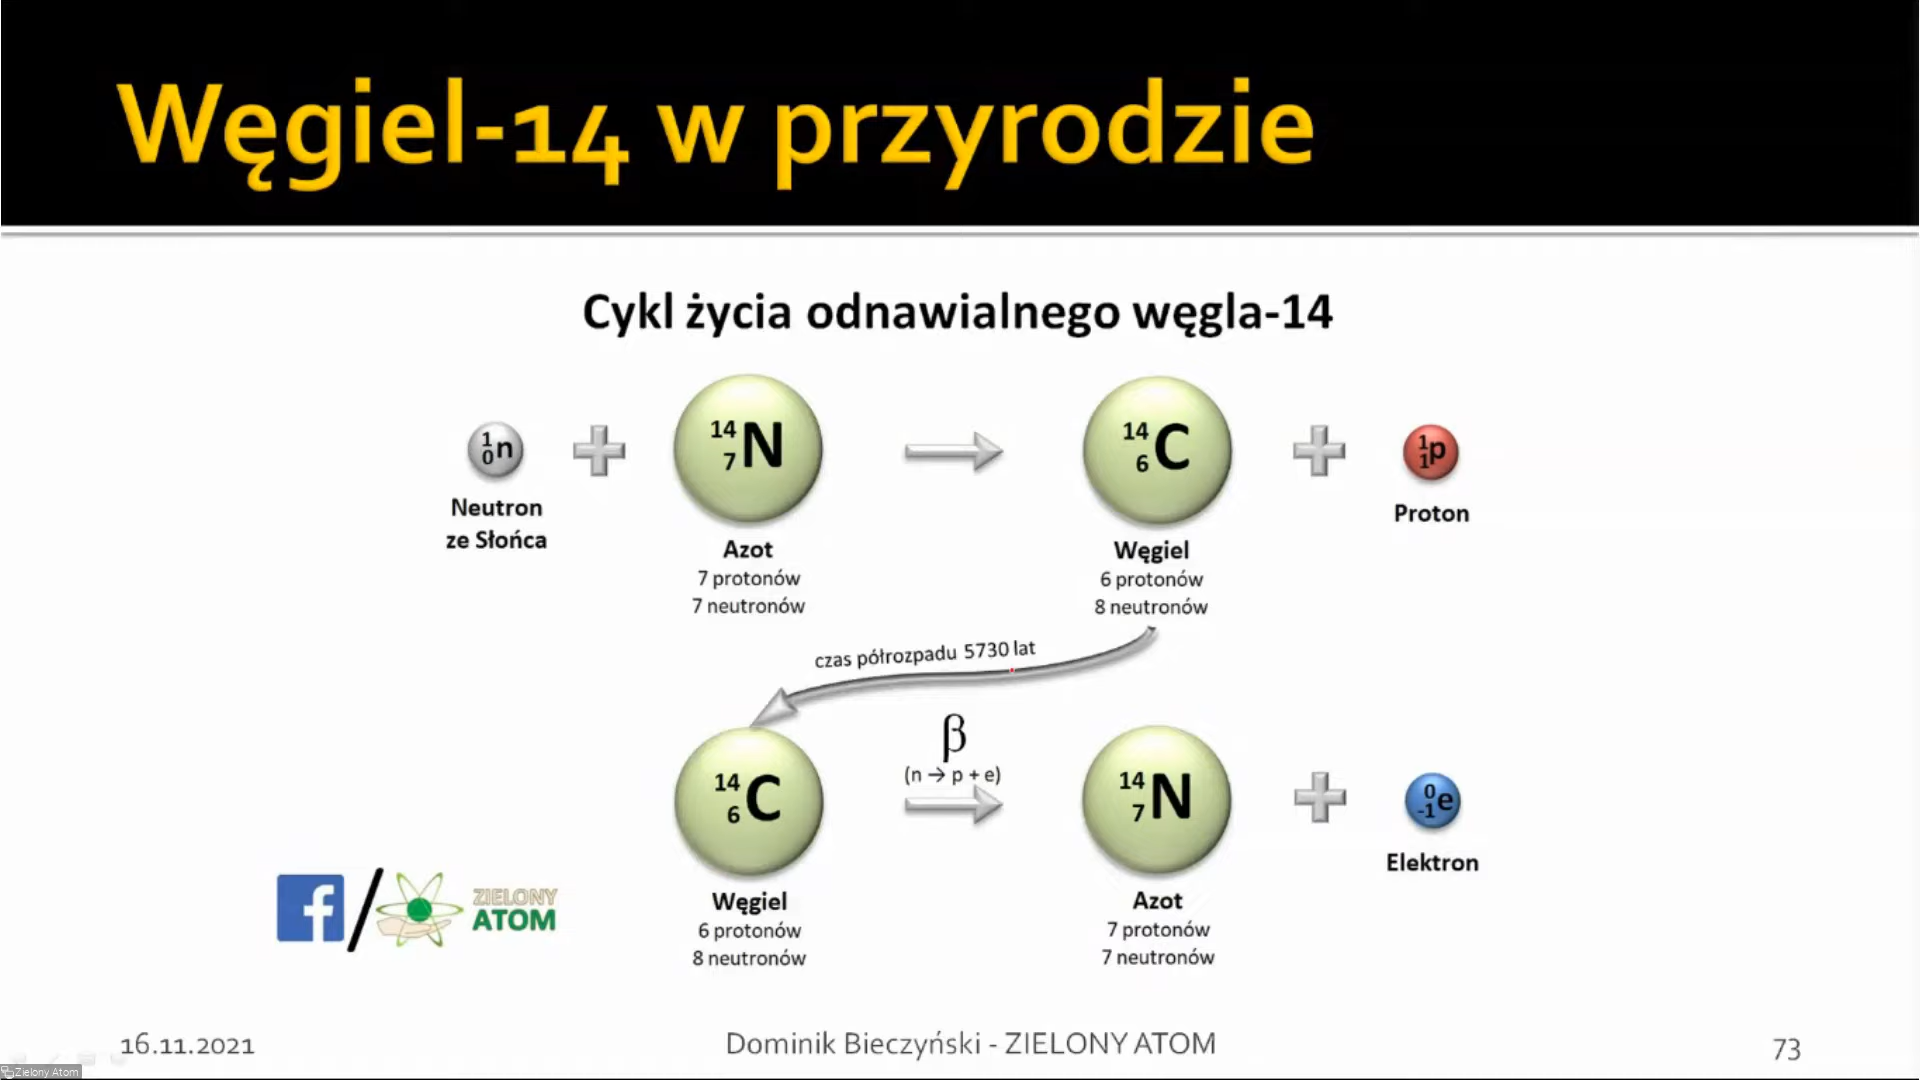 Węgiel-14 w przyrodzie
Cykl życia odnawialnego węgla-14
1 0 n
14 7 N
14 6 C
1 1 p
Neutron
ze Słońca
Azot
7 protonów
7 neutronów
Węgiel
6 protonów
8 neutronów
Proton
czas półrozpadu 5730 lat
β
(n → p + e)
14 6 C
14 7 N
0 -1 e
Węgiel
6 protonów
8 neutronów
Azot
7 protonów
7 neutronów
Elektron
f/
ZIELONY
ATOM
16.11.2021
Dominik Bieczyński - ZIELONY ATOM
73
Zielony Atom